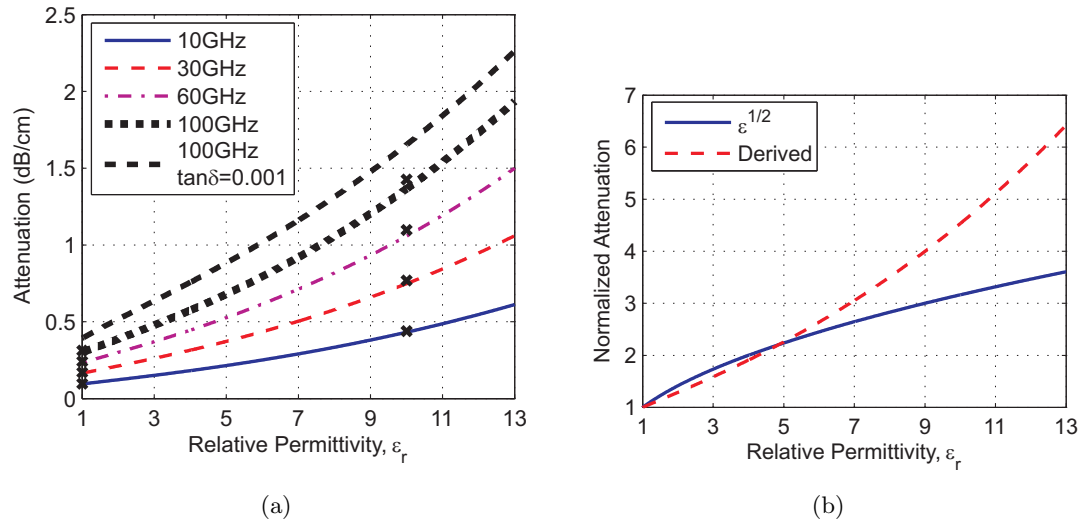 2.5
2
1.5
1
0.5
0
1 3 5 7 9 11 13
Attenuation (dB/cm)
Relative Permittivity, εr
10GHz
30GHz
60GHz
100GHz
100GHz
tanδ=0.001
(a)
7
6
5
4
3
2
1
1 3 5 7 9 11 13
Normalized Attenuation
Relative Permittivity, εr
ε1/2
Derived
(b)